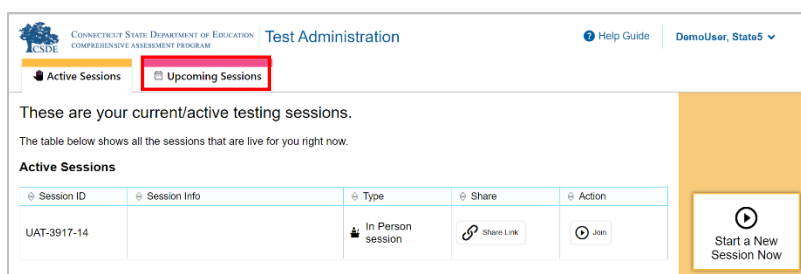 CSDE
CONNECTICUT STATE DEPARTMENT OF EDUCATION
COMPREHENSIVE ASSESSMENT PROGRAM
Test Administration
? Help Guide
DemoUser, State5
Active Sessions
Upcoming Sessions
These are your current/active testing sessions.
The table below shows all the sessions that are live for you right now.
Active Sessions
Session ID
Session Info
Type
Share
Action
UAT-3917-14
In Person
session
Share Link
Join
Start a New
Session Now